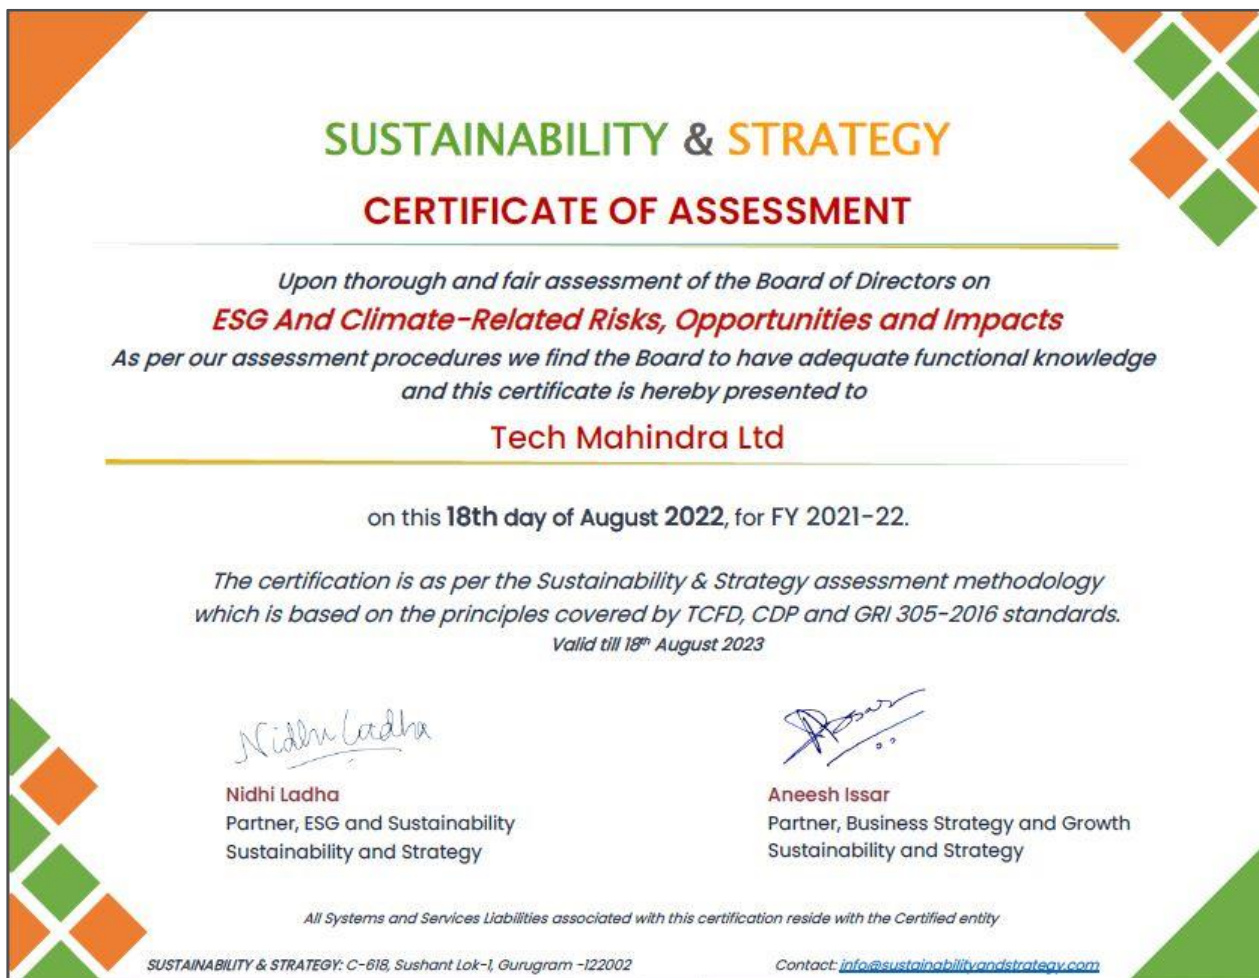 SUSTAINABILITY & STRATEGY
CERTIFICATE OF ASSESSMENT
Upon thorough and fair assessment of the Board of Directors on
ESG And Climate-Related Risks, Opportunities and Impacts
As per our assessment procedures we find the Board to have adequate functional knowledge
and this certificate is hereby presented to
Tech Mahindra Ltd
on this 18th day of August 2022, for FY 2021-22.
The certification is as per the Sustainability & Strategy assessment methodology
which is based on the principles covered by TCFD, CDP and GRI 305-2016 standards.
Valid till 18th August 2023
Nidhi Ladha
Nidhi Ladha
Partner, ESG and Sustainability
Sustainability and Strategy
Aneesh Issar
Partner, Business Strategy and Growth
Sustainability and Strategy
All Systems and Services Liabilities associated with this certification reside with the Certified entity
SUSTAINABILITY & STRATEGY: C-618, Sushant Lok-1, Gurugram -122002
Contact: info@sustainabilityandstrategy.com